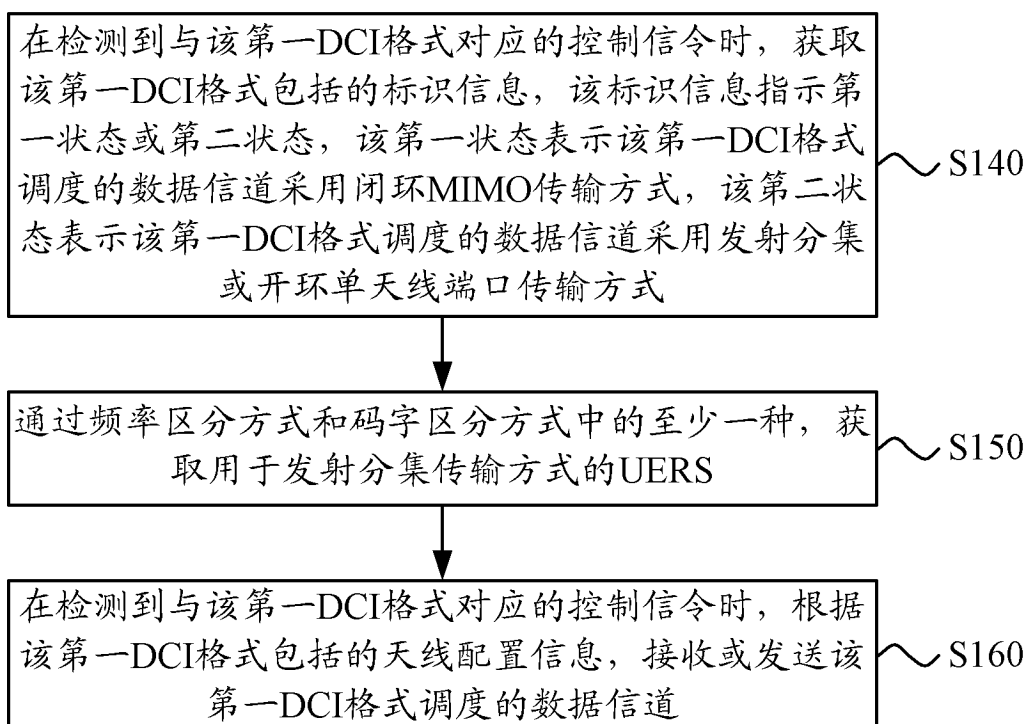 在检测到与该第一DCI格式对应的控制信令时，获取
该第一DCI格式包括的标识信息，该标识信息指示第
一状态或第二状态，该第一状态表示该第一DCI格式
调度的数据信道采用闭环MIMO传输方式，该第二状
态表示该第一DCI格式调度的数据信道采用发射分集
或开环单天线端口传输方式
S140
通过频率区分方式和码字区分方式中的至少一种，获
取用于发射分集传输方式的UERS
S150
在检测到与该第一DCI格式对应的控制信令时，根据
该第一DCI格式包括的天线配置信息，接收或发送该
第一DCI格式调度的数据信道
S160